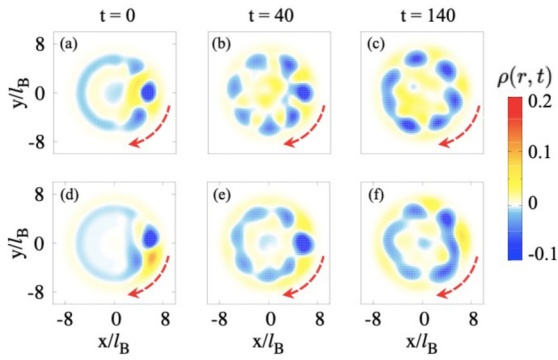 t = 0 t = 40 t = 140
(a) (b) (c)
8
0
-8
y/l_B
ρ(r, t)
0.2
0.1
0
-0.1
(d) (e) (f)
8
0
-8
y/l_B
-8 0 8 -8 0 8 -8 0 8
x/l_B x/l_B x/l_B